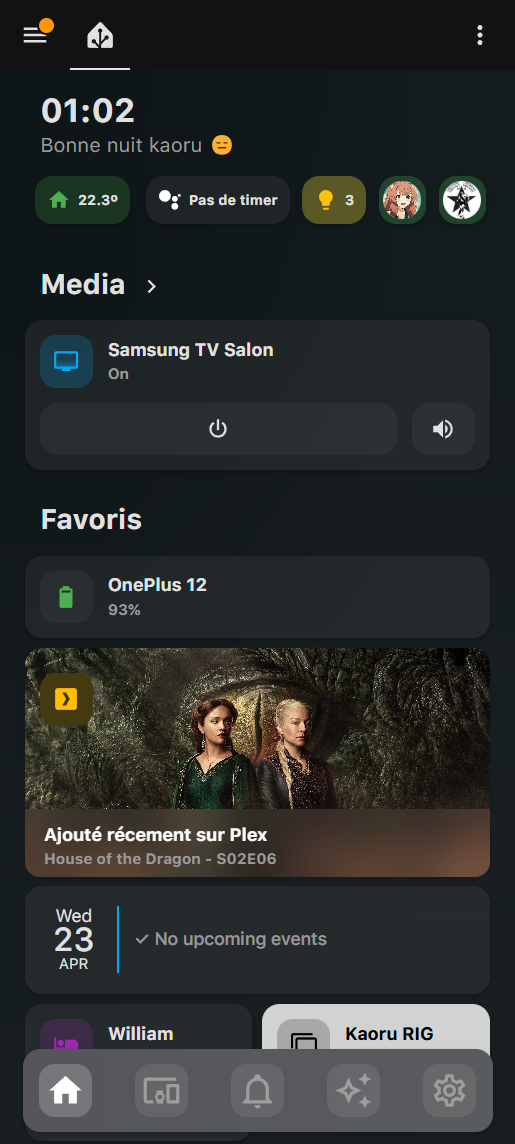 01:02
Bonne nuit kaoru
22.3º
Pas de timer
3
Media
Samsung TV Salon
On
Favoris
OnePlus 12
93%
Ajouté récement sur Plex
House of the Dragon - S02E06
Wed
23
APR
No upcoming events
William
Kaoru RIG